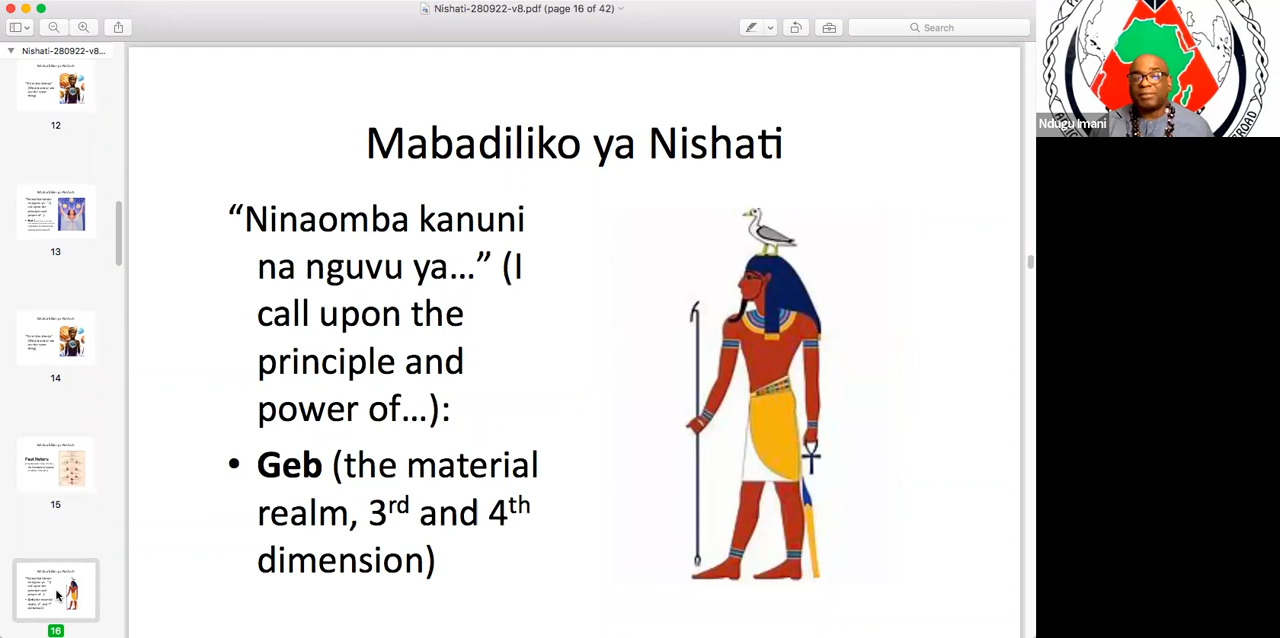 Nishati-280922-v8.pdf (page 16 of 42)
Search
Nishati-280922-v8...
12
13
14
15
16
Mabadiliko ya Nishati
“Ninaomba kanuni
na nguvu ya…” (I
call upon the
principle and
power of…):
• Geb (the material
realm, 3rd and 4th
dimension)
Ndugu Imani